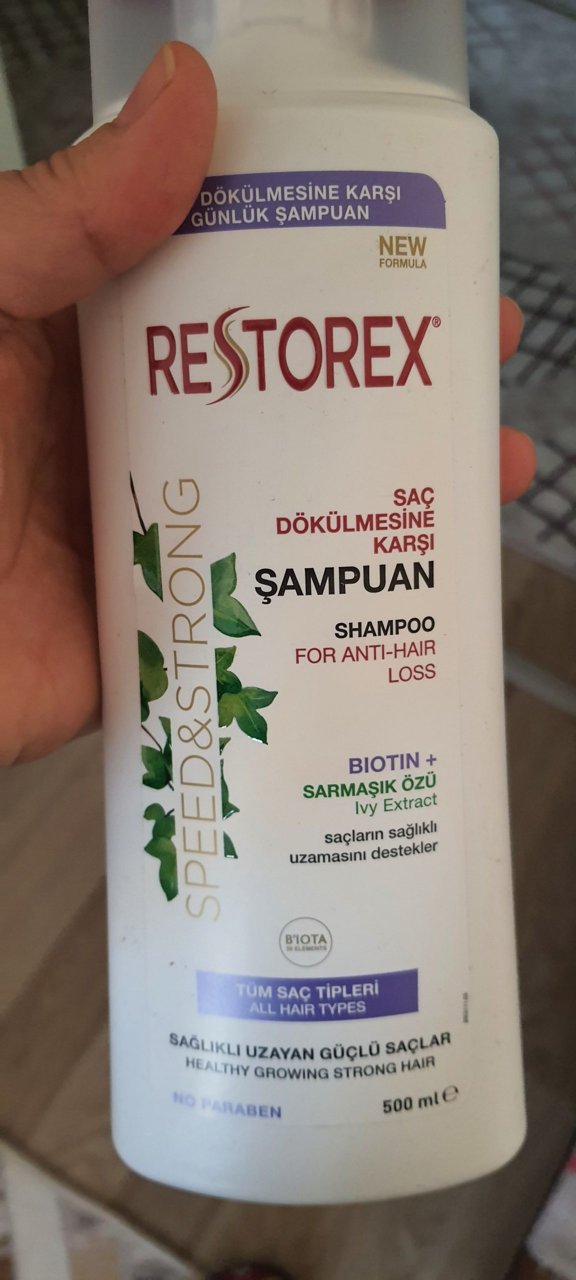 DÖKÜLMESİNE KARŞI
GÜNLÜK ŞAMPUAN
NEW
FORMULA
RESTOREX®
SPEED&STRONG
SAÇ
DÖKÜLMESİNE
KARŞI
ŞAMPUAN
SHAMPOO
FOR ANTI-HAIR
LOSS
BIOTIN +
SARMAŞIK ÖZÜ
Ivy Extract
saçların sağlıklı
uzamasını destekler
B'IOTA
TÜM SAÇ TİPLERİ
ALL HAIR TYPES
SAĞLIKLI UZAYAN GÜÇLÜ SAÇLAR
HEALTHY GROWING STRONG HAIR
NO PARABEN
500 ml e